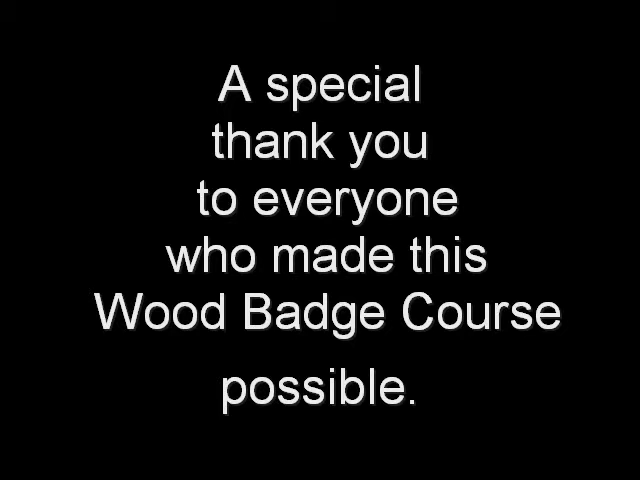 A special
thank you
to everyone
who made this
Wood Badge Course
possible.